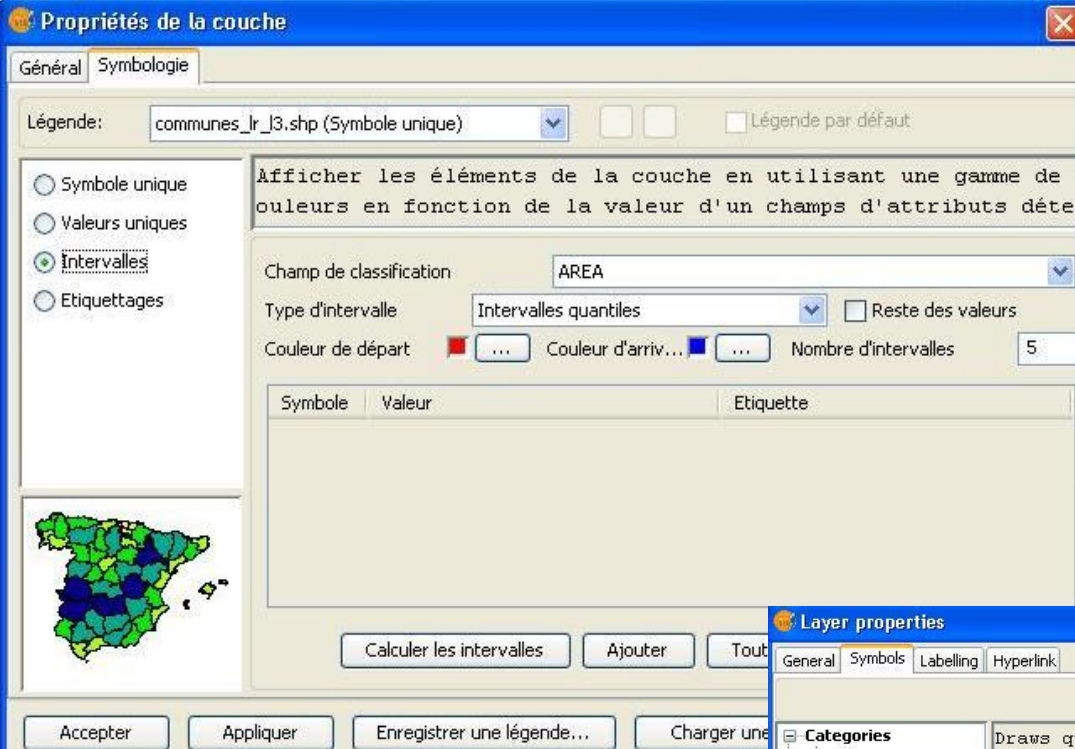 Propriétés de la couche
Général Symbologie
Légende: communes_lr_l3.shp (Symbole unique) Légende par défaut
Symbole unique
Valeurs uniques
Intervalles
Etiquettages
Afficher les éléments de la couche en utilisant une gamme de
ouleurs en fonction de la valeur d'un champs d'attributs déte
Champ de classification AREA
Type d'intervalle Intervalles quantiles Reste des valeurs
Couleur de départ ... Couleur d'arriv... ... Nombre d'intervalles 5
Symbole Valeur Etiquette
Calculer les intervalles Ajouter Tout
Accepter Appliquer Enregistrer une légende... Charger une
Layer properties
General Symbols Labelling Hyperlink
Categories Draws q